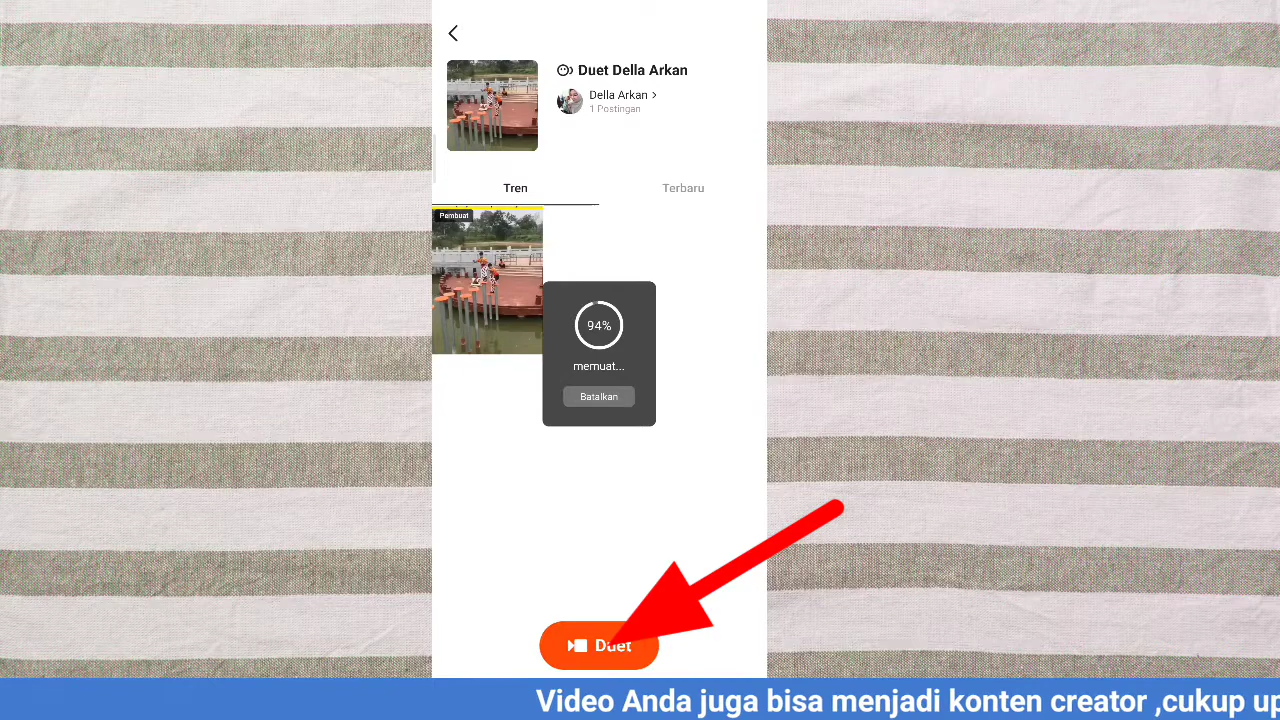 Duet Della Arkan
Della Arkan >
1 Postingan
Tren
Terbaru
Pembuat
94%
memuat...
Batalkan
Duet
Video Anda juga bisa menjadi konten creator ,cukup up